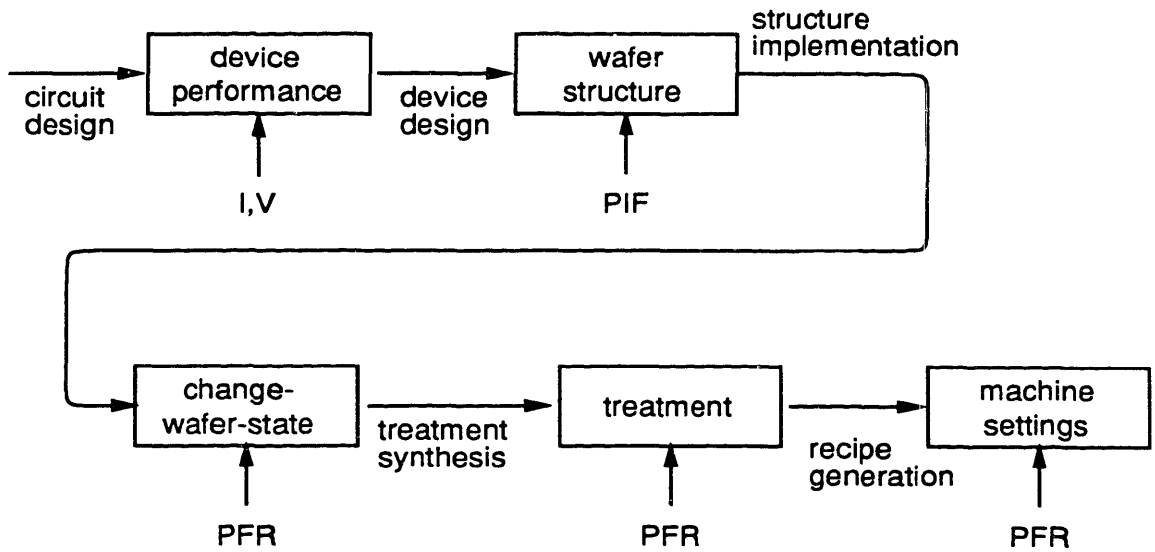 device
performance
wafer
structure
structure
implementation
circuit
design
device
design
I,V
PIF
change-
wafer-state
treatment
machine
settings
treatment
synthesis
recipe
generation
PFR
PFR
PFR